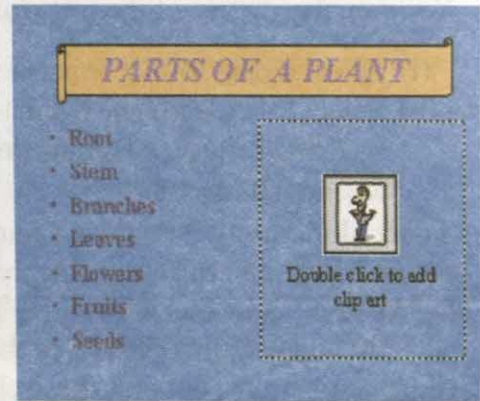 PARTS OF A PLANT
• Root
• Stem
• Branches
• Leaves
• Flowers
• Fruits
• Seeds
Double click to add
clip art